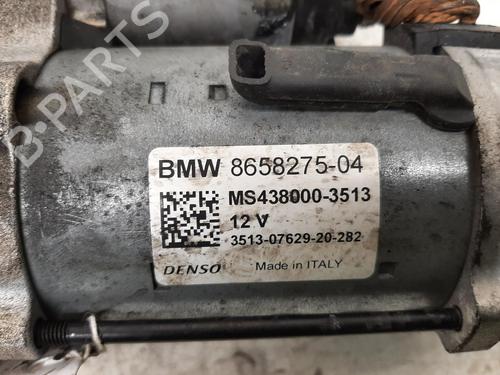 B-PARTS
BMW 8658275-04
MS438000-3513
12 V
3513-07629-20-282
DENSO Made in ITALY